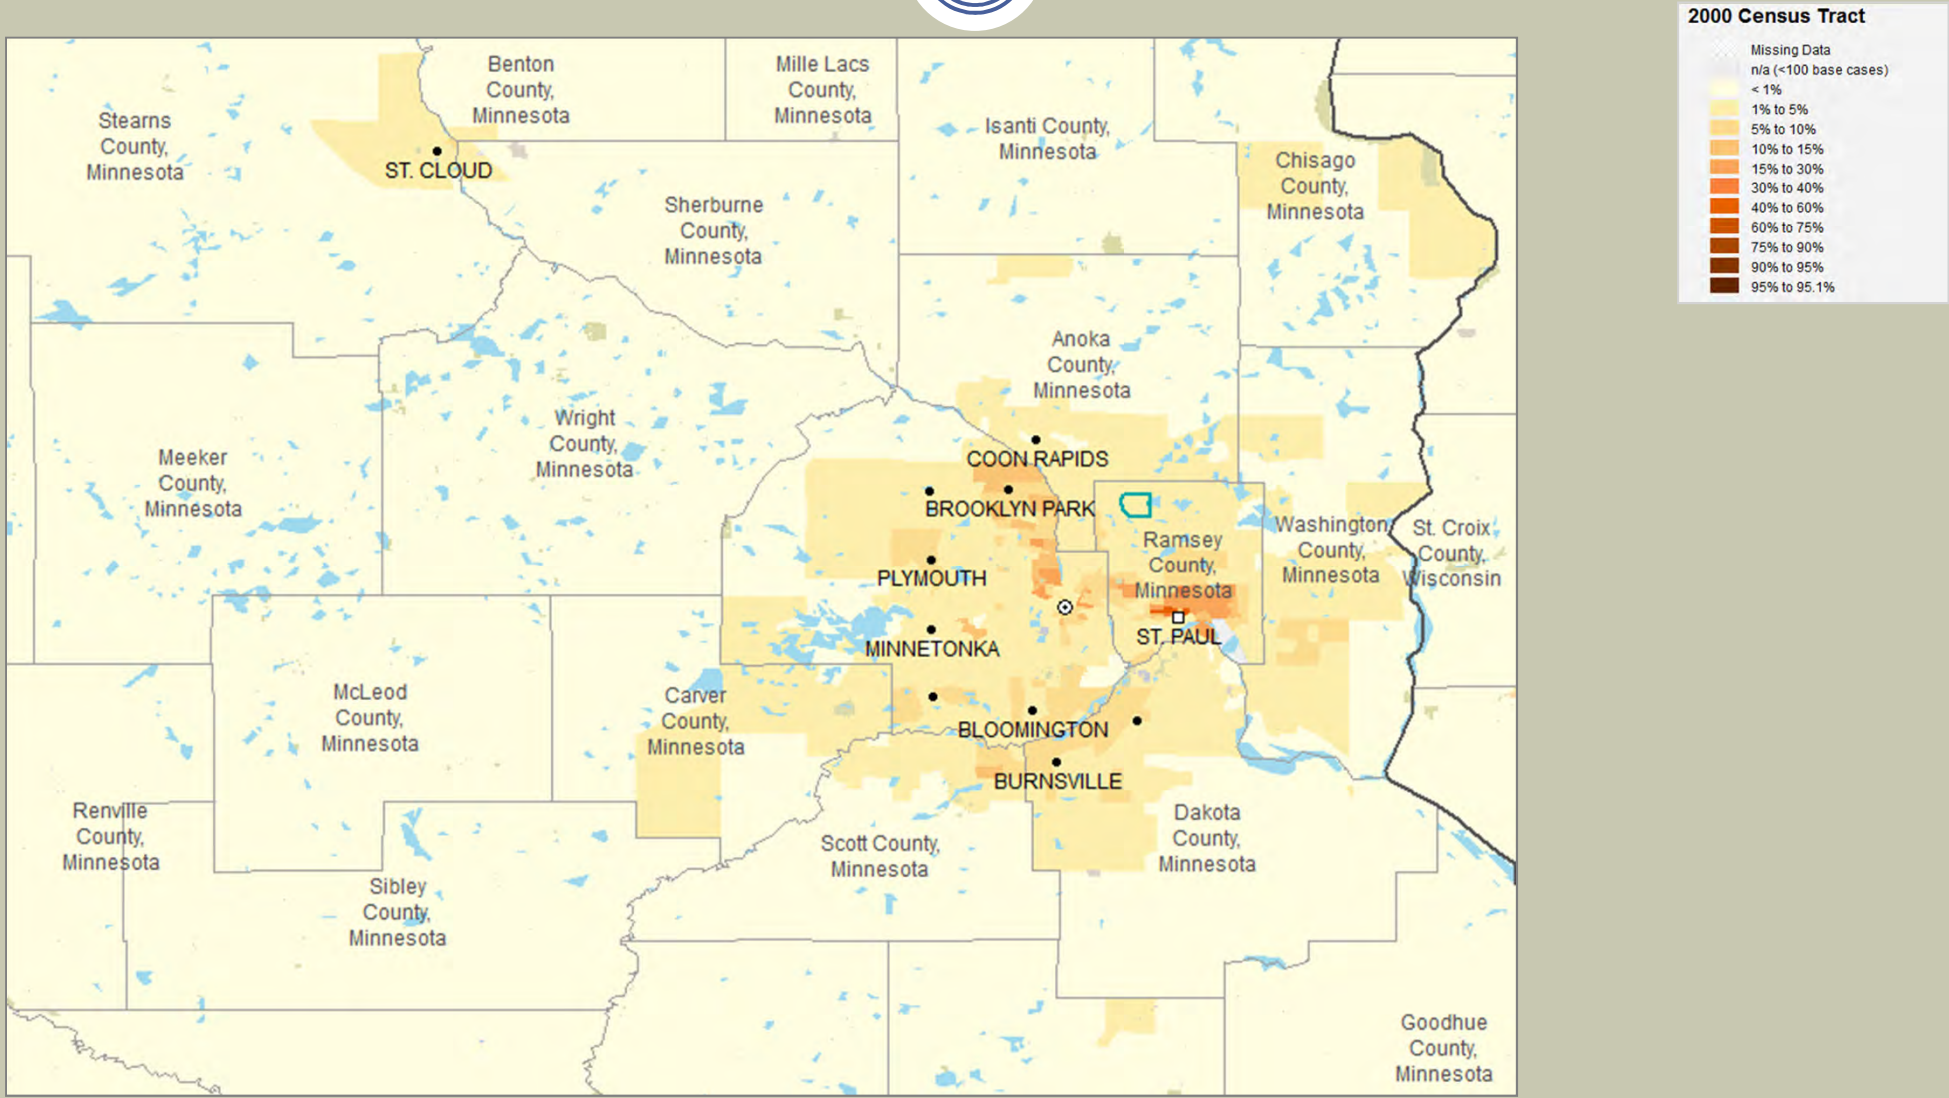 2000 Census Tract
Missing Data
n/a (<100 base cases)
< 1%
1% to 5%
5% to 10%
10% to 15%
15% to 30%
30% to 40%
40% to 60%
60% to 75%
75% to 90%
90% to 95%
95% to 95.1%
Benton
County,
Minnesota
Mille Lacs
County,
Minnesota
Stearns
County,
Minnesota
Isanti County,
Minnesota
Chisago
County,
Minnesota
ST. CLOUD
Sherburne
County,
Minnesota
Anoka
County,
Minnesota
Wright
County,
Minnesota
Meeker
County,
Minnesota
COON RAPIDS
BROOKLYN PARK
Washington
County,
Minnesota
St. Croix
County,
Wisconsin
Ramsey
County,
Minnesota
PLYMOUTH
ST. PAUL
MINNETONKA
McLeod
County,
Minnesota
Carver
County,
Minnesota
BLOOMINGTON
BURNSVILLE
Renville
County,
Minnesota
Dakota
County,
Minnesota
Scott County,
Minnesota
Sibley
County,
Minnesota
Goodhue
County,
Minnesota